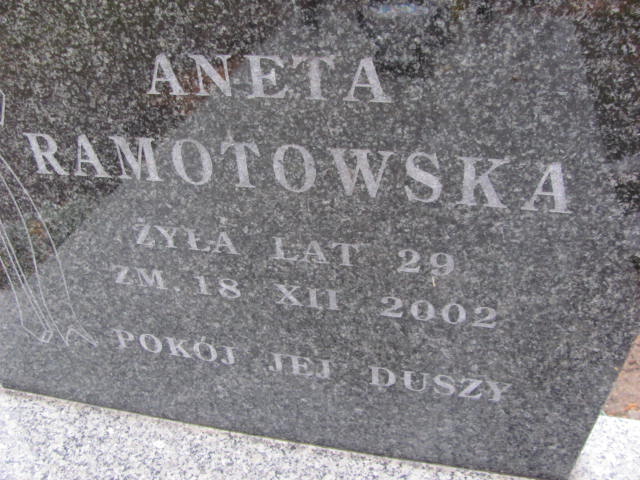 ANETA
RAMOTOWSKA
ŻYŁA LAT 29
ZM. 18 XII 2002
POKÓJ JEJ DUSZY